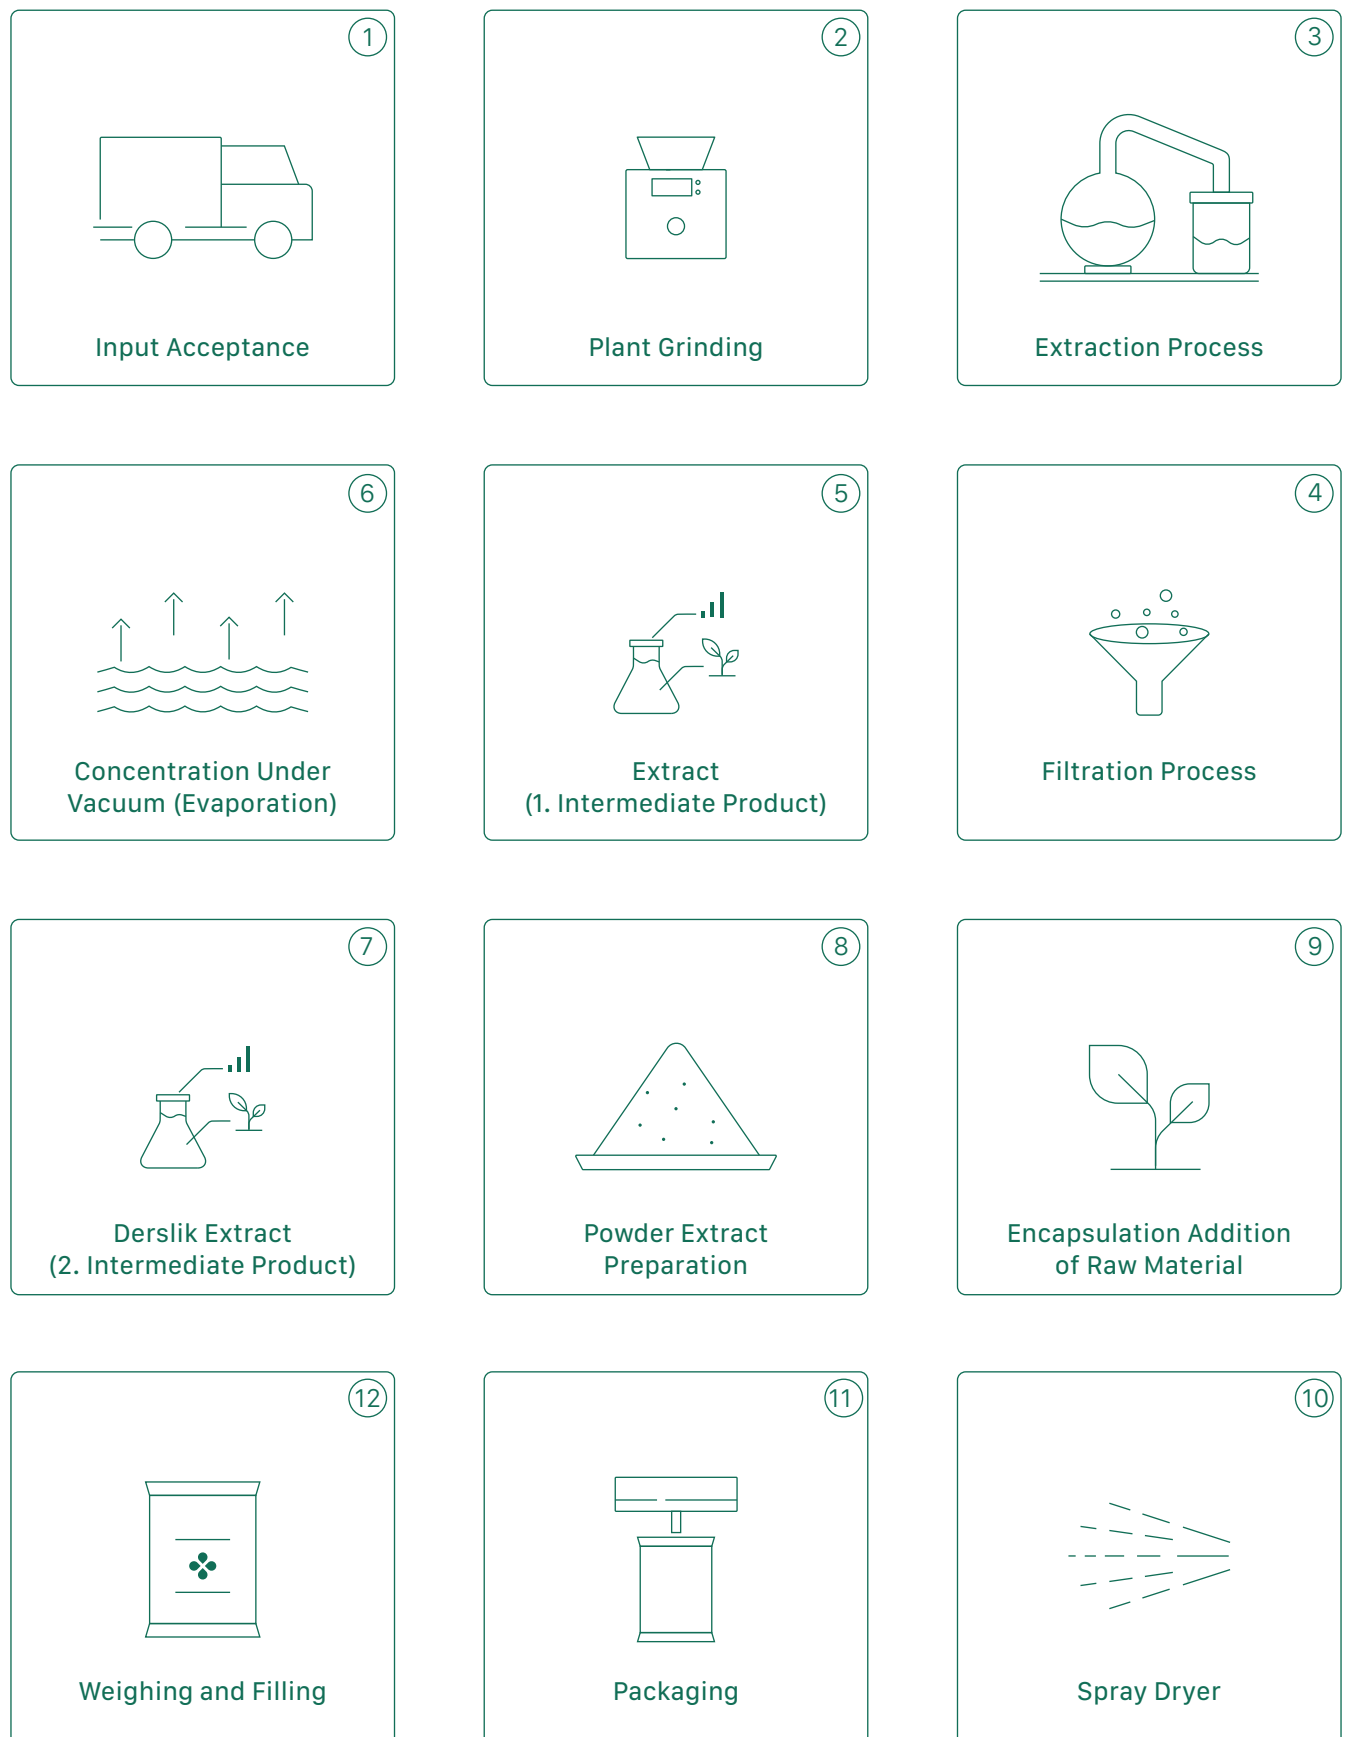 1
Input Acceptance
2
Plant Grinding
3
Extraction Process
6
Concentration Under
Vacuum (Evaporation)
5
Extract
(1. Intermediate Product)
4
Filtration Process
7
Derslik Extract
(2. Intermediate Product)
8
Powder Extract
Preparation
9
Encapsulation Addition
of Raw Material
12
Weighing and Filling
11
Packaging
10
Spray Dryer